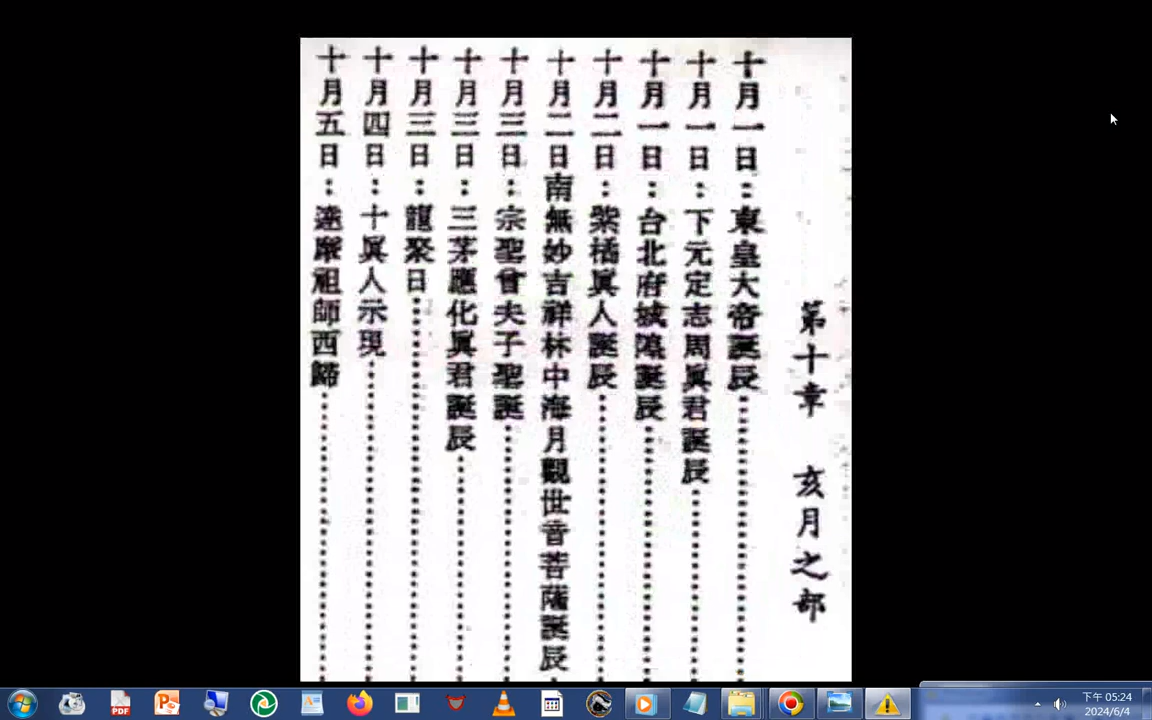 第十章 亥月之部
十月一日：東皇大帝誕辰
十月一日：下元定志周眞君誕辰
十月一日：台北府城隍誕辰
十月二日：紫橘眞人誕辰
十月二日南無妙吉祥林中海月觀世音菩薩誕辰
十月三日：宗聖曾夫子聖誕
十月三日：三茅應化眞君誕辰
十月三日：龍聚日
十月四日：十眞人示現
十月五日：達摩祖師西歸
PDF
下午 05:24
2024/6/4